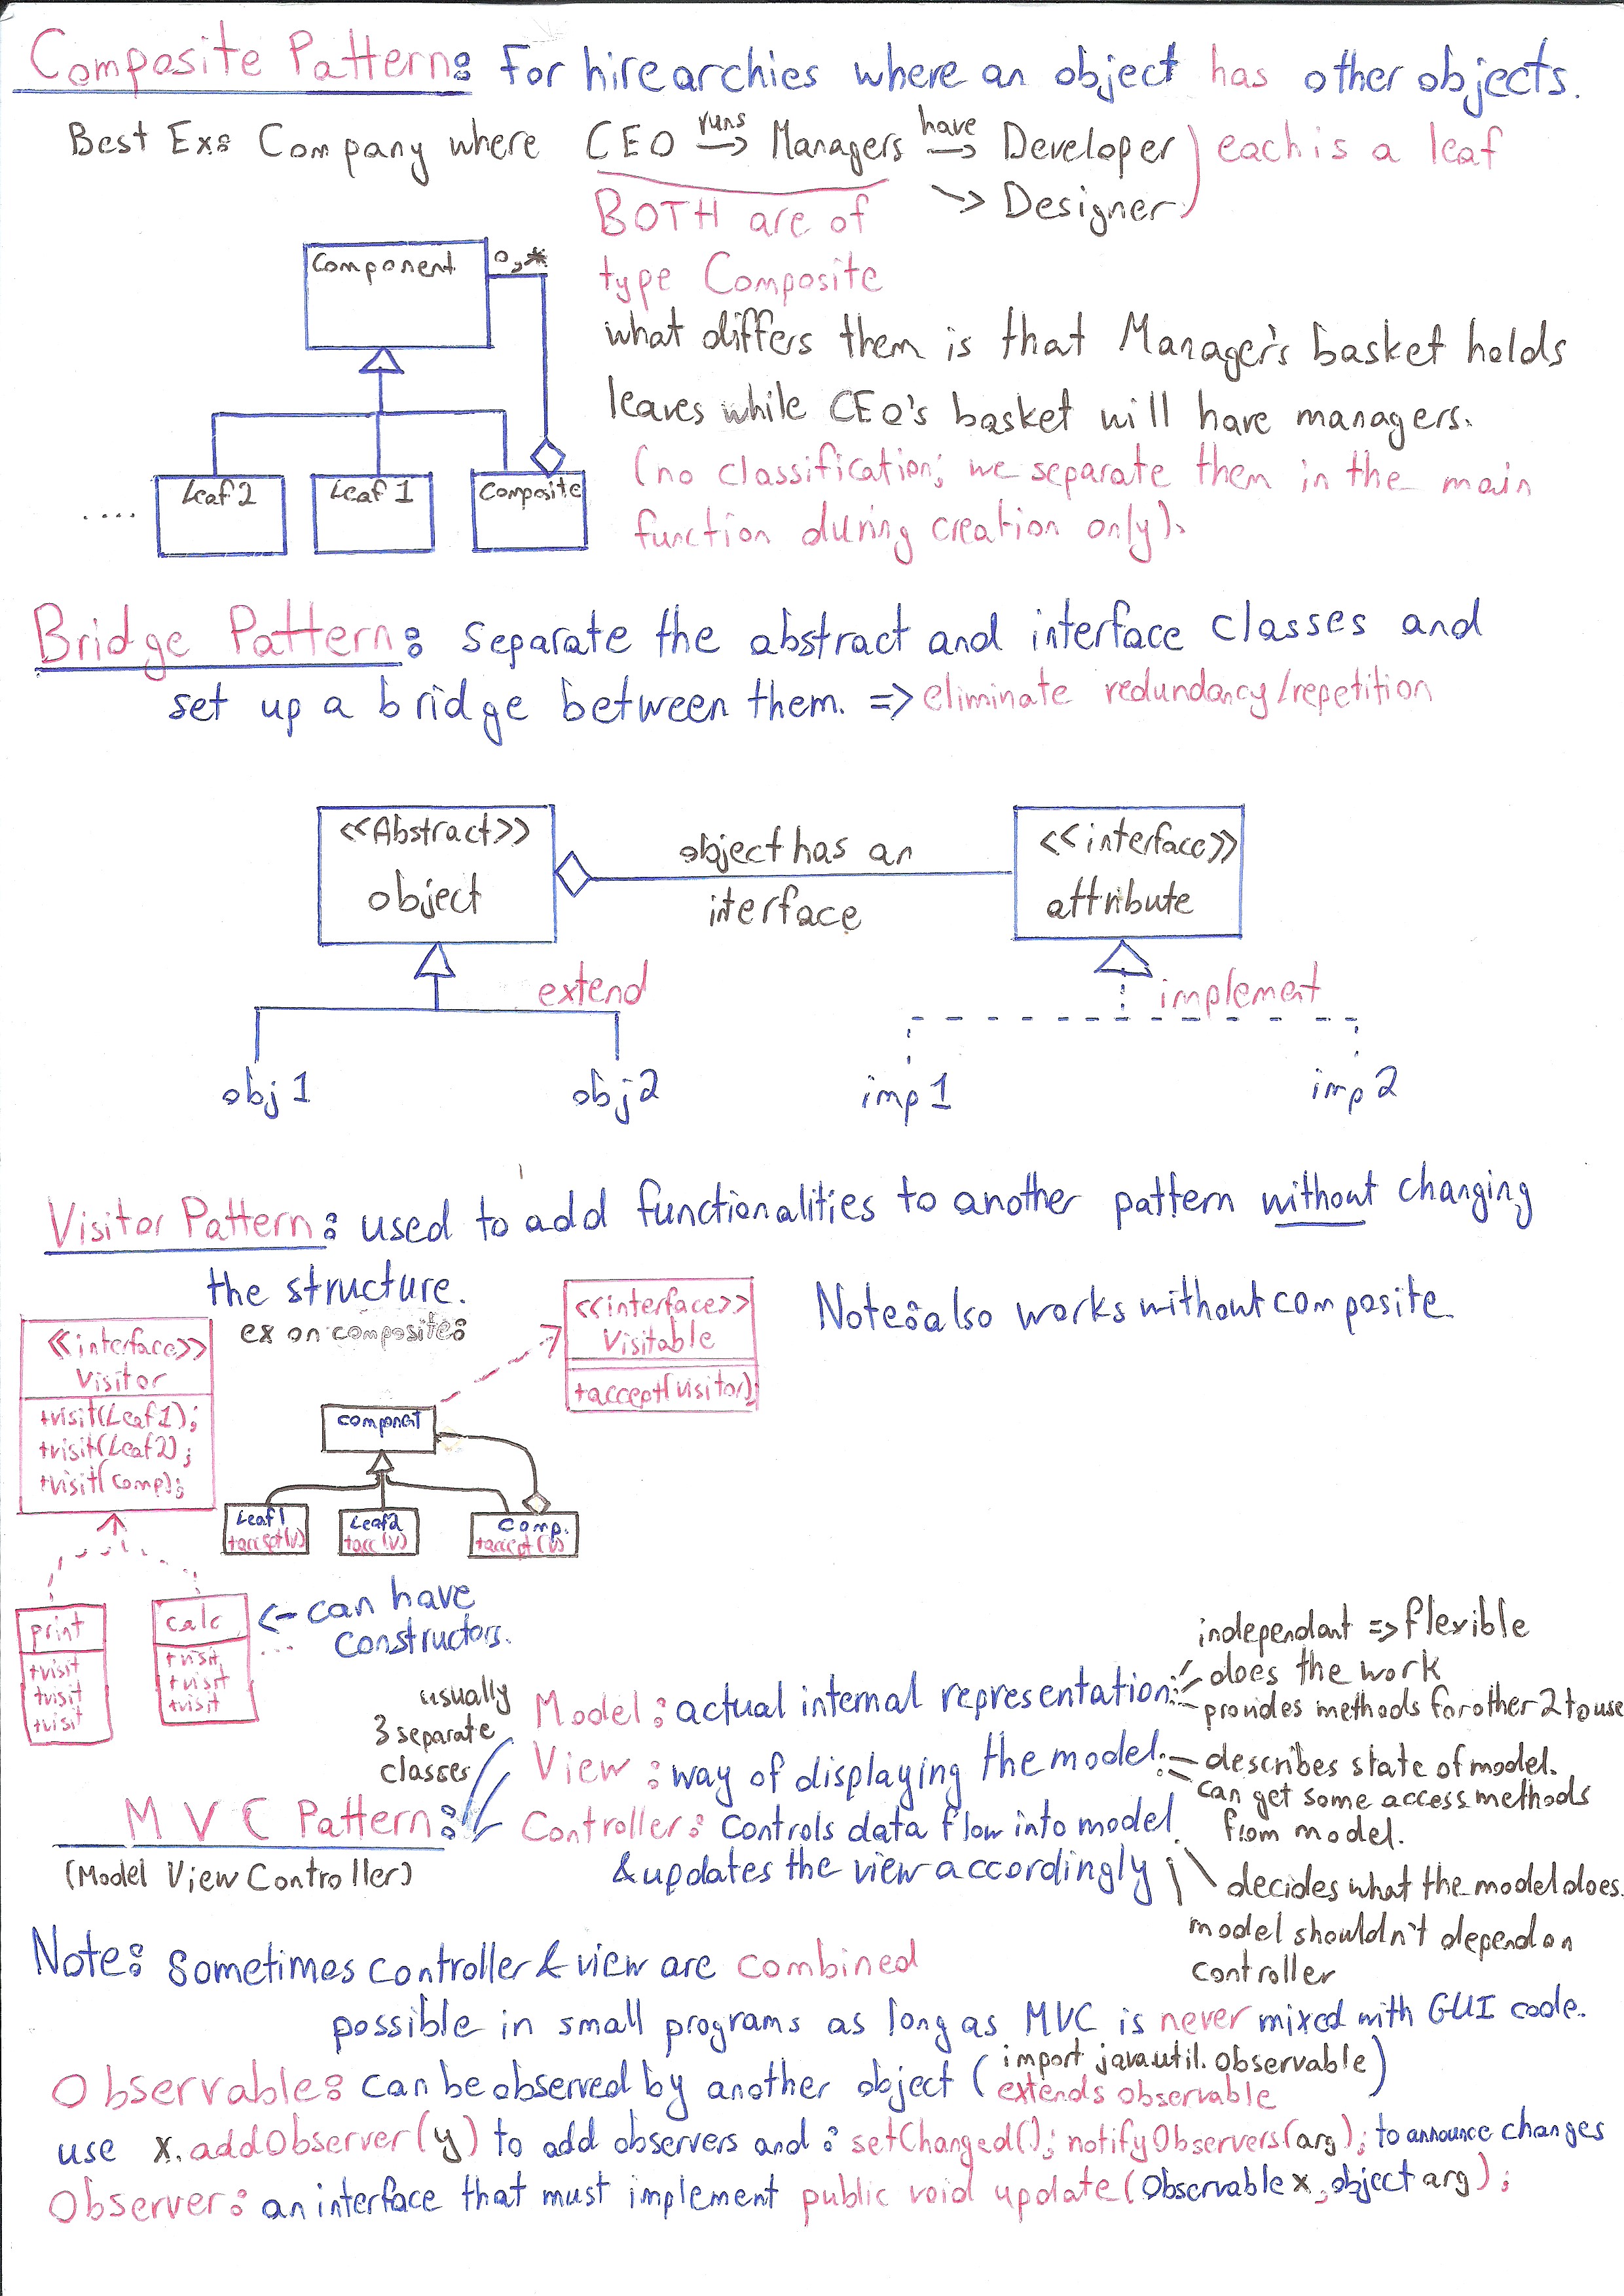 Composite Pattern: For hirearchies where an object has other objects.
Best Ex: Company where CEO runs → Managers have → Developer ) each is a leaf
→ Designer
BOTH are of
type Composite
what differs them is that Manager's basket holds
leaves while CEO's basket will have managers.
(no classification; we separate them in the main
function during creation only).
Component 0,*
.... Leaf 2 Leaf 1 Composite
Bridge Pattern: Separate the abstract and interface classes and
set up a bridge between them. => eliminate redundancy/repetition
<<Abstract>>
object
object has an
interface
<<interface>>
attribute
extend
implement
obj 1 obj 2 imp 1 imp 2
Visitor Pattern: used to add functionalities to another pattern without changing
the structure.
Note: also works without composite
ex on composite:
<<interface>>
Visitor
+visit(Leaf1);
+visit(Leaf2);
+visit(comp);
<<interface>>
Visitable
+accept(visitor);
component
Leaf1
+accept(v)
Leaf2
+acc(v)
Comp.
+accept(v)
print
+visit
+visit
+visit
calc
+visit
+visit
+visit
...
<- can have
constructors.
usually
3 separate
classes
MVC Pattern:
(Model View Controller)
Model: actual internal representation:
independant => flexible
does the work
provides methods for other 2 to use
View: way of displaying the model:
describes state of model.
can get some access methods
from model.
Controller: controls data flow into model
& updates the view accordingly
decides what the model does.
model shouldn't depend on
controller
Note: Sometimes controller & view are combined
possible in small programs as long as MVC is never mixed with GUI code.
Observable: can be observed by another object (import java.util.observable)
extends observable
use x.addObserver(y) to add observers and: setChanged(); notifyObservers(arg); to announce changes
Observer: an interface that must implement public void update(Observable x, object arg);